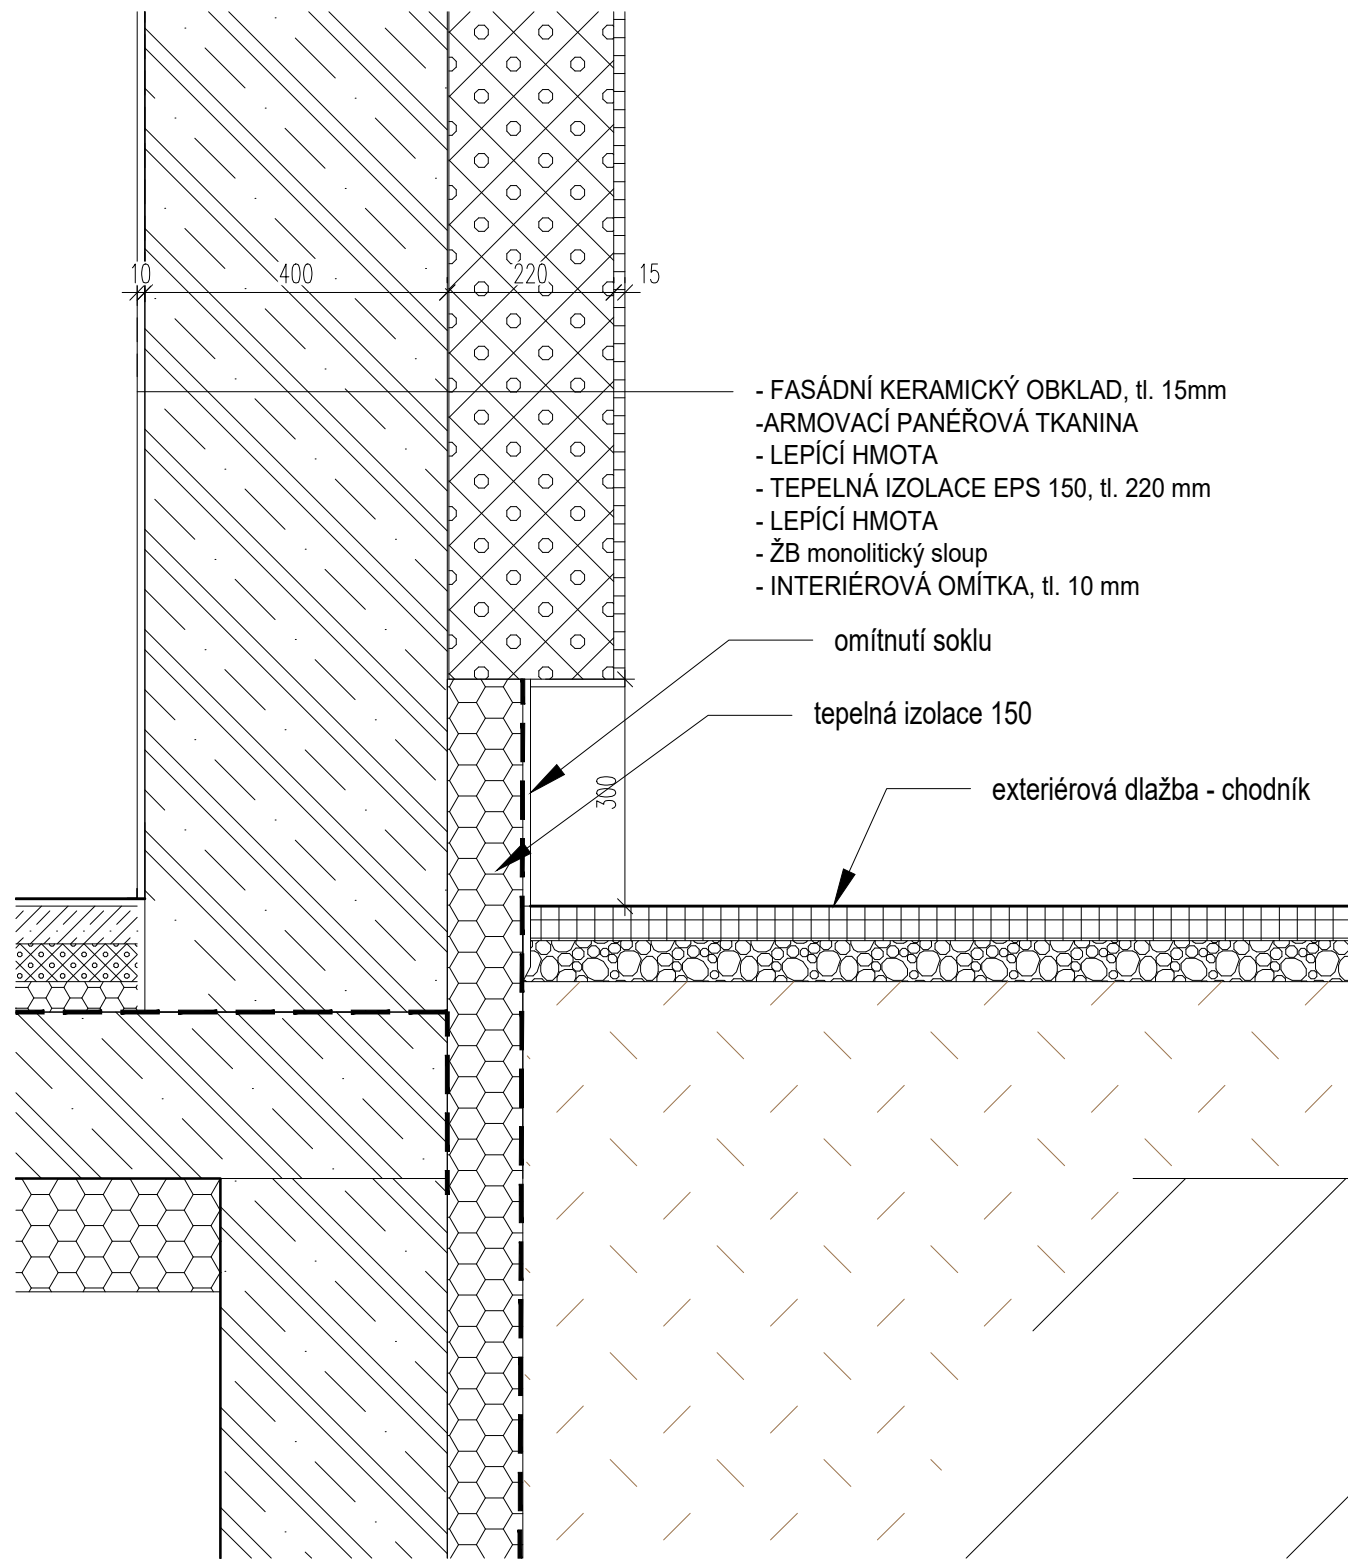 10 400 220 15
- FASÁDNÍ KERAMICKÝ OBKLAD, tl. 15mm
-ARMOVACÍ PANÉŘOVÁ TKANINA
- LEPÍCÍ HMOTA
- TEPELNÁ IZOLACE EPS 150, tl. 220 mm
- LEPÍCÍ HMOTA
- ŽB monolitický sloup
- INTERIÉROVÁ OMÍTKA, tl. 10 mm
omítnutí soklu
tepelná izolace 150
300
exteriérová dlažba - chodník